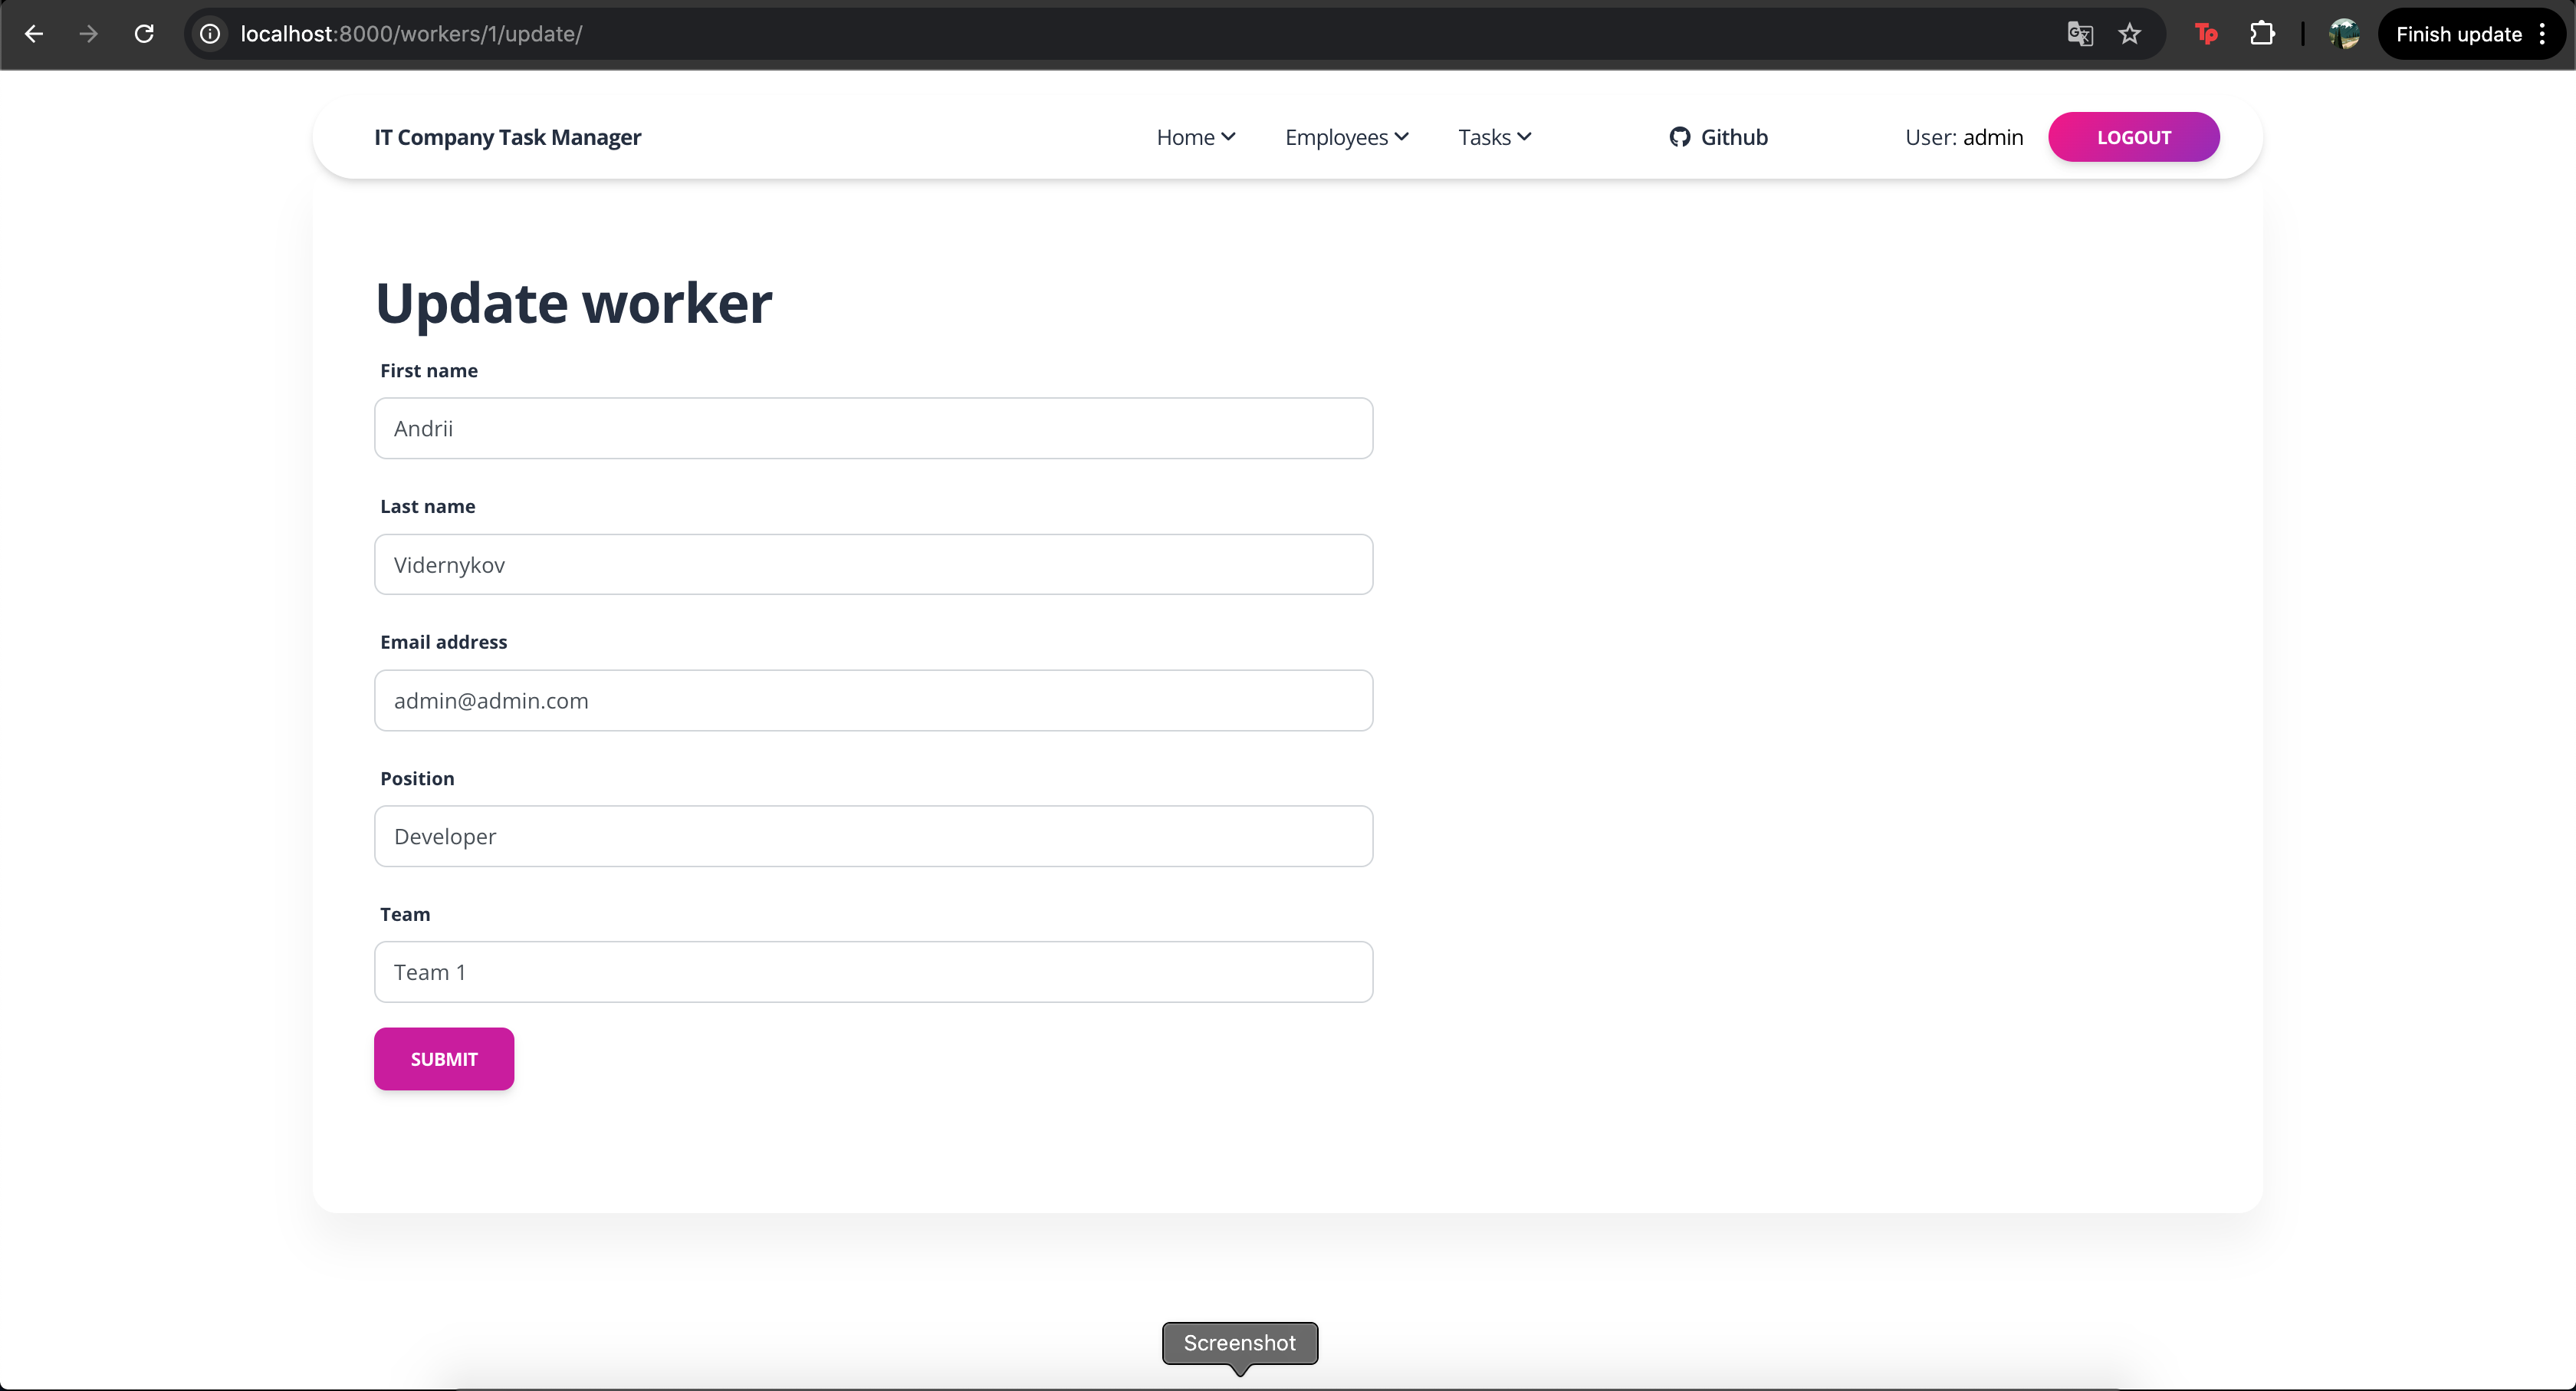 localhost:8000/workers/1/update/
Tp
Finish update
IT Company Task Manager
Home
Employees
Tasks
Github
User: admin
LOGOUT
Update worker
First name
Andrii
Last name
Vidernykov
Email address
admin@admin.com
Position
Developer
Team
Team 1
SUBMIT
Screenshot